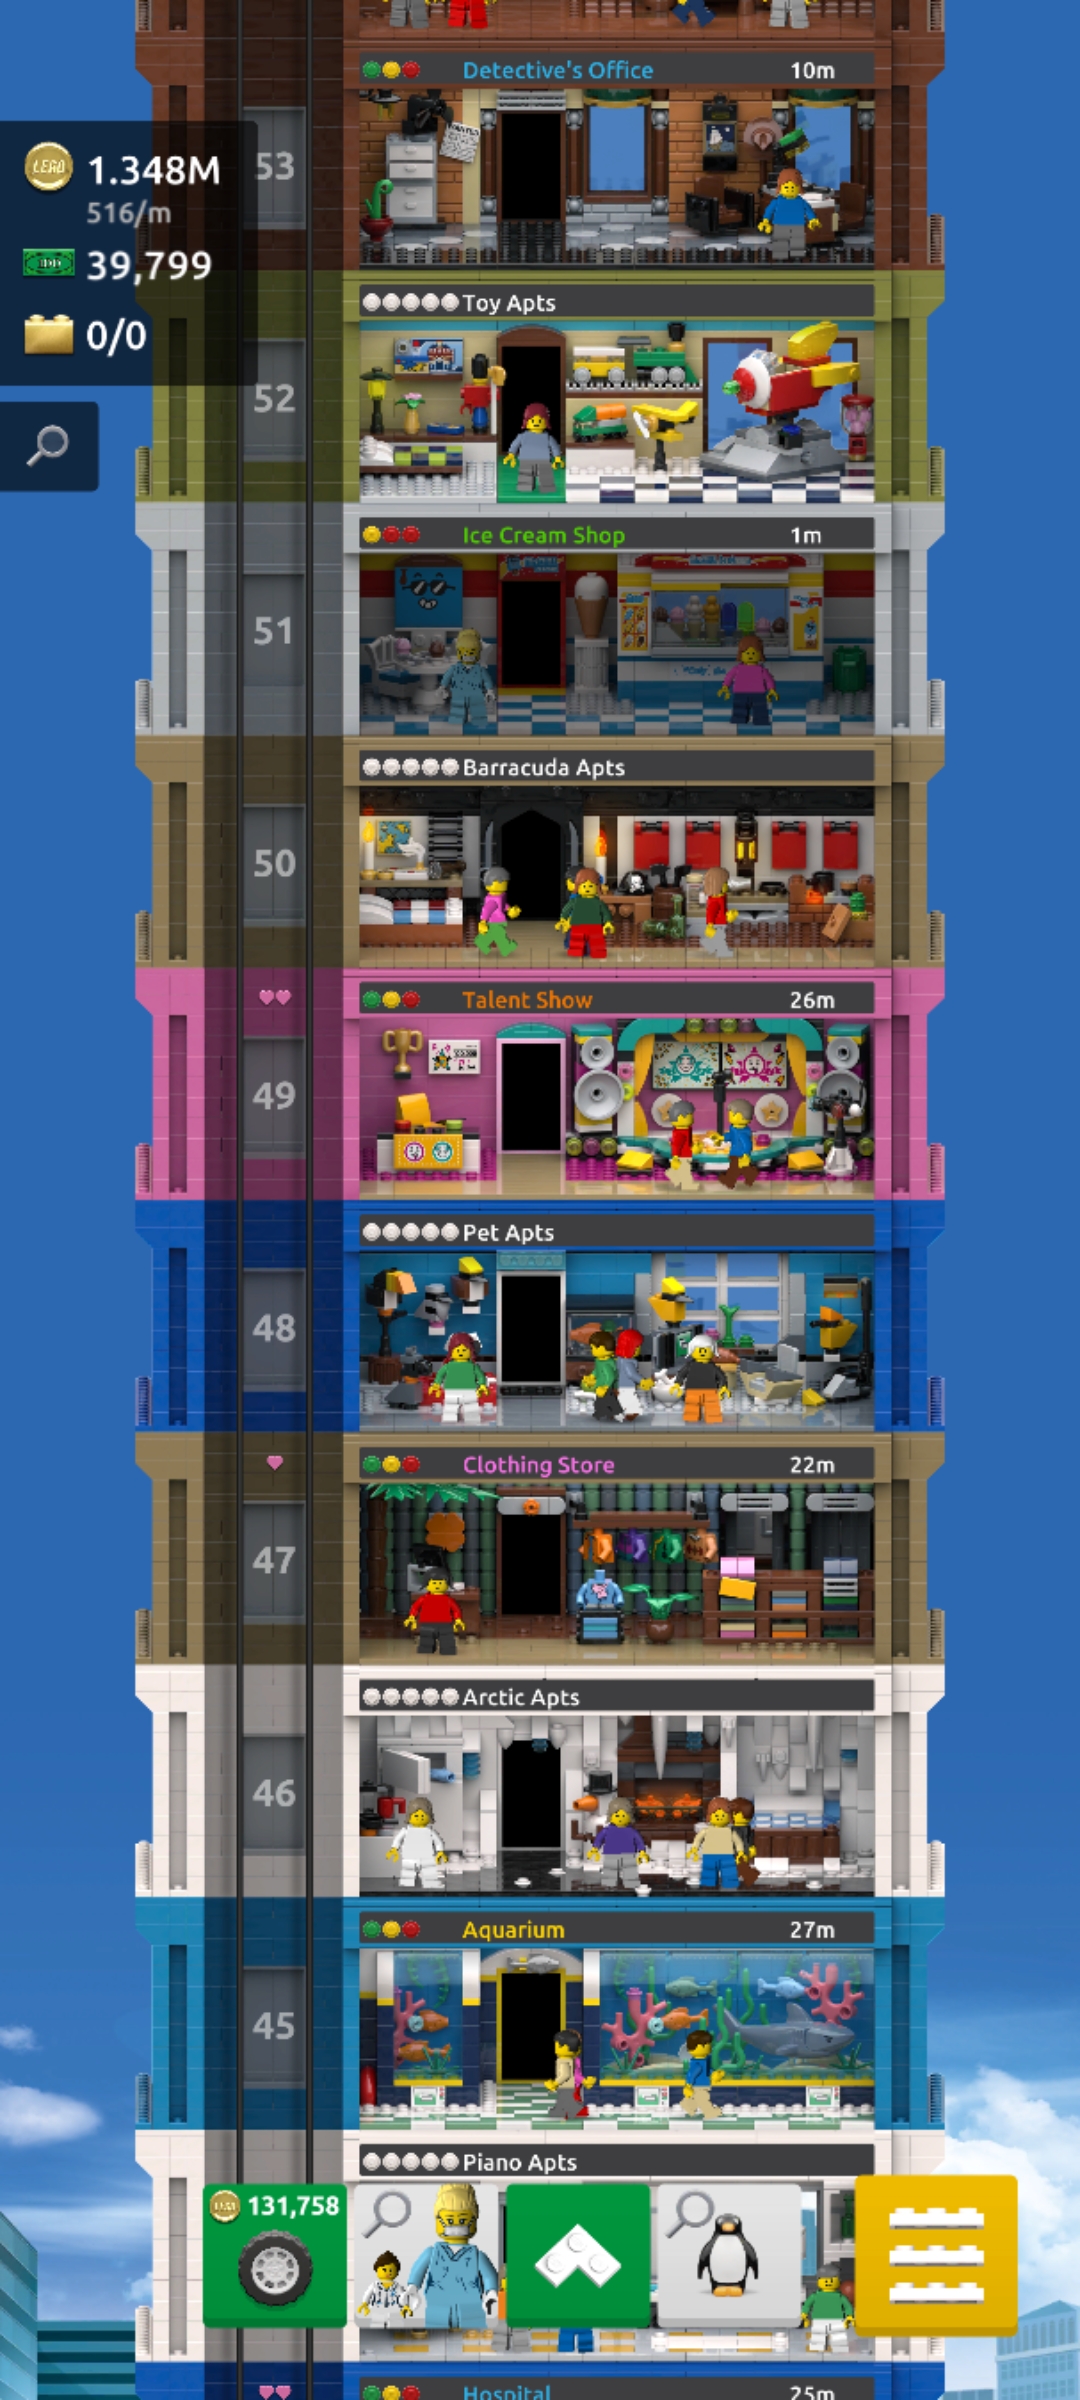 Detective's Office 10m
53
LEGO 1.348M
516/m
39,799
0/0
Toy Apts
52
Ice Cream Shop 1m
51
Barracuda Apts
50
Talent Show 26m
49
Pet Apts
48
Clothing Store 22m
47
Arctic Apts
46
Aquarium 27m
45
Piano Apts
131,758
Hospital 25m